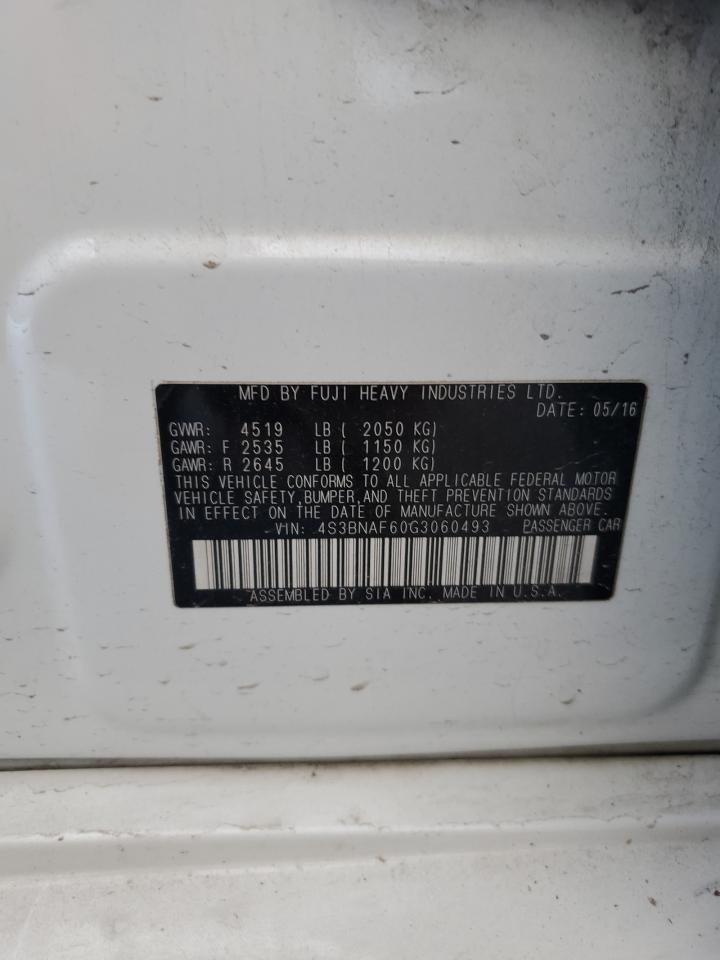 MFD BY FUJI HEAVY INDUSTRIES LTD.
DATE: 05/16
GVWR: 4519 LB ( 2050 KG)
GAWR: F 2535 LB ( 1150 KG)
GAWR: R 2645 LB ( 1200 KG)
THIS VEHICLE CONFORMS TO ALL APPLICABLE FEDERAL MOTOR
VEHICLE SAFETY, BUMPER, AND THEFT PREVENTION STANDARDS
IN EFFECT ON THE DATE OF MANUFACTURE SHOWN ABOVE.
VIN: 4S3BNAF60G3060493 PASSENGER CAR
ASSEMBLED BY SIA INC. MADE IN U.S.A.